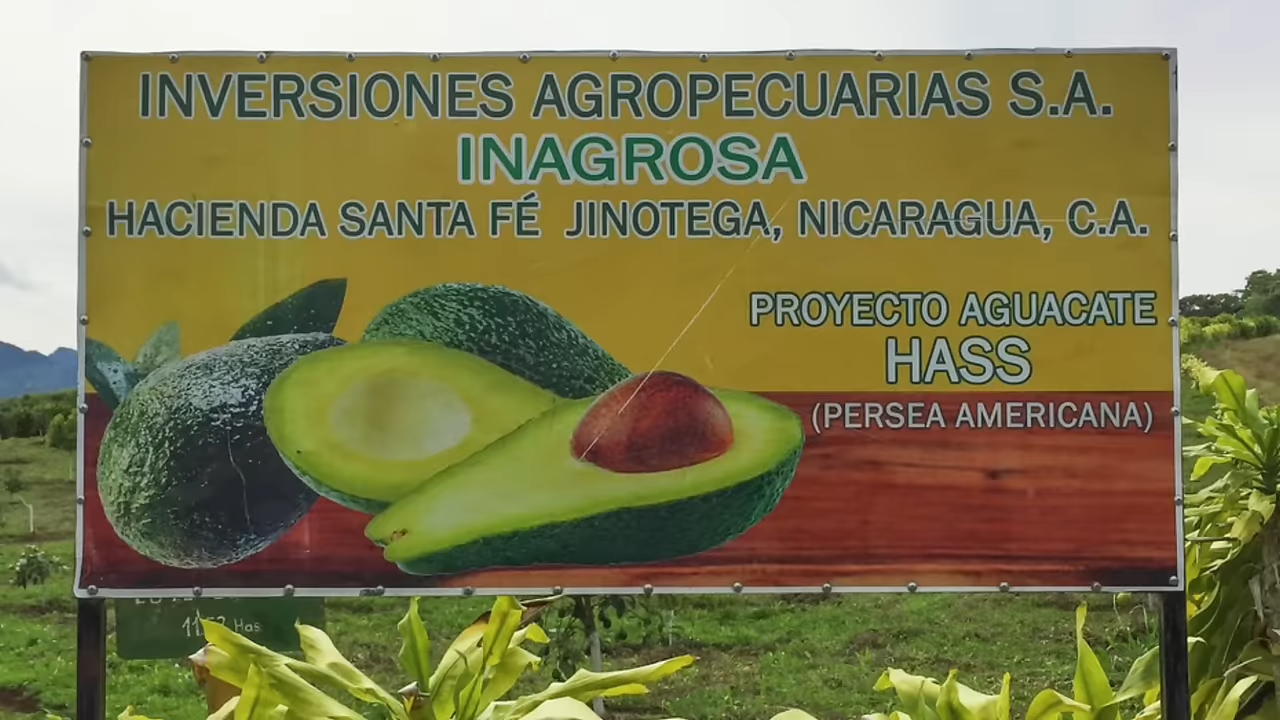 INVERSIONES AGROPECUARIAS S.A.
INAGROSA
HACIENDA SANTA FÉ JINOTEGA, NICARAGUA, C.A.
PROYECTO AGUACATE
HASS
(PERSEA AMERICANA)
Has